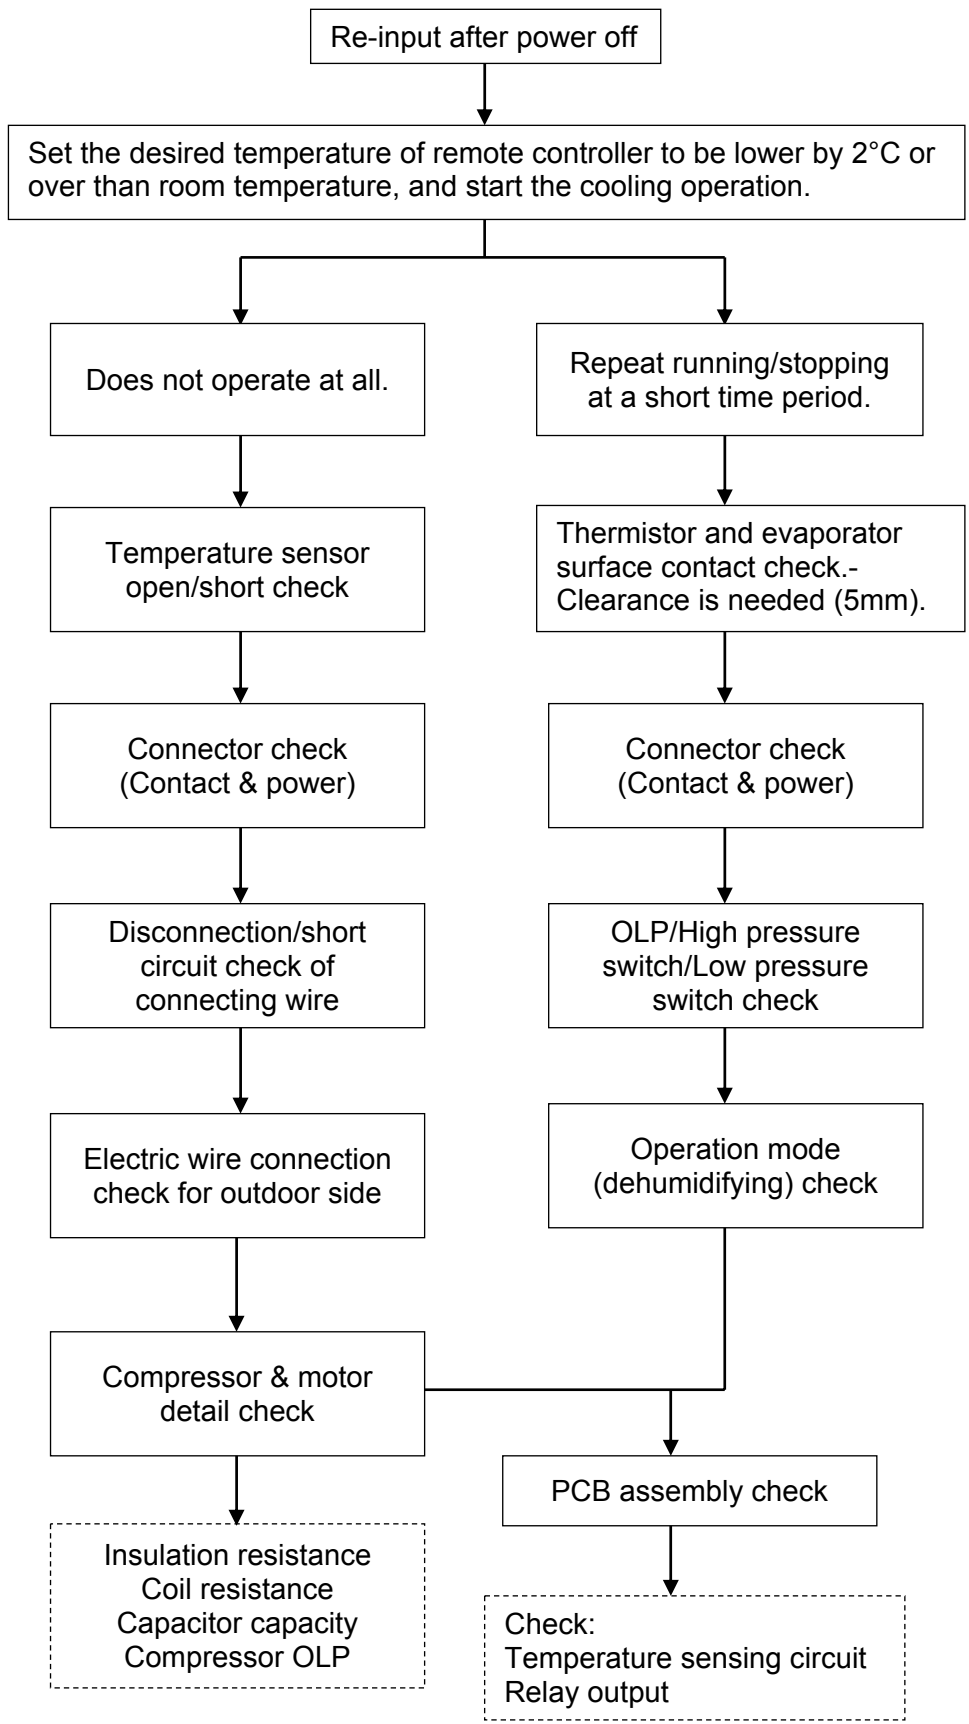 Re-input after power off
Set the desired temperature of remote controller to be lower by 2°C or
over than room temperature, and start the cooling operation.
Does not operate at all.
Temperature sensor
open/short check
Connector check
(Contact & power)
Disconnection/short
circuit check of
connecting wire
Electric wire connection
check for outdoor side
Compressor & motor
detail check
Insulation resistance
Coil resistance
Capacitor capacity
Compressor OLP
Repeat running/stopping
at a short time period.
Thermistor and evaporator
surface contact check.-
Clearance is needed (5mm).
Connector check
(Contact & power)
OLP/High pressure
switch/Low pressure
switch check
Operation mode
(dehumidifying) check
PCB assembly check
Check:
Temperature sensing circuit
Relay output